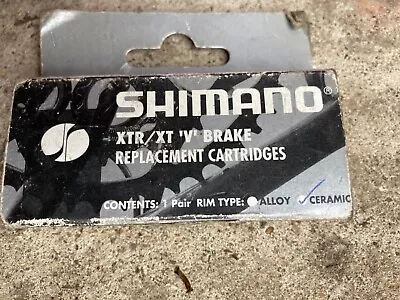 SHIMANO®
XTR/XT 'V' BRAKE
REPLACEMENT CARTRIDGES
CONTENTS: 1 Pair RIM TYPE: ALLOY ✓CERAMIC